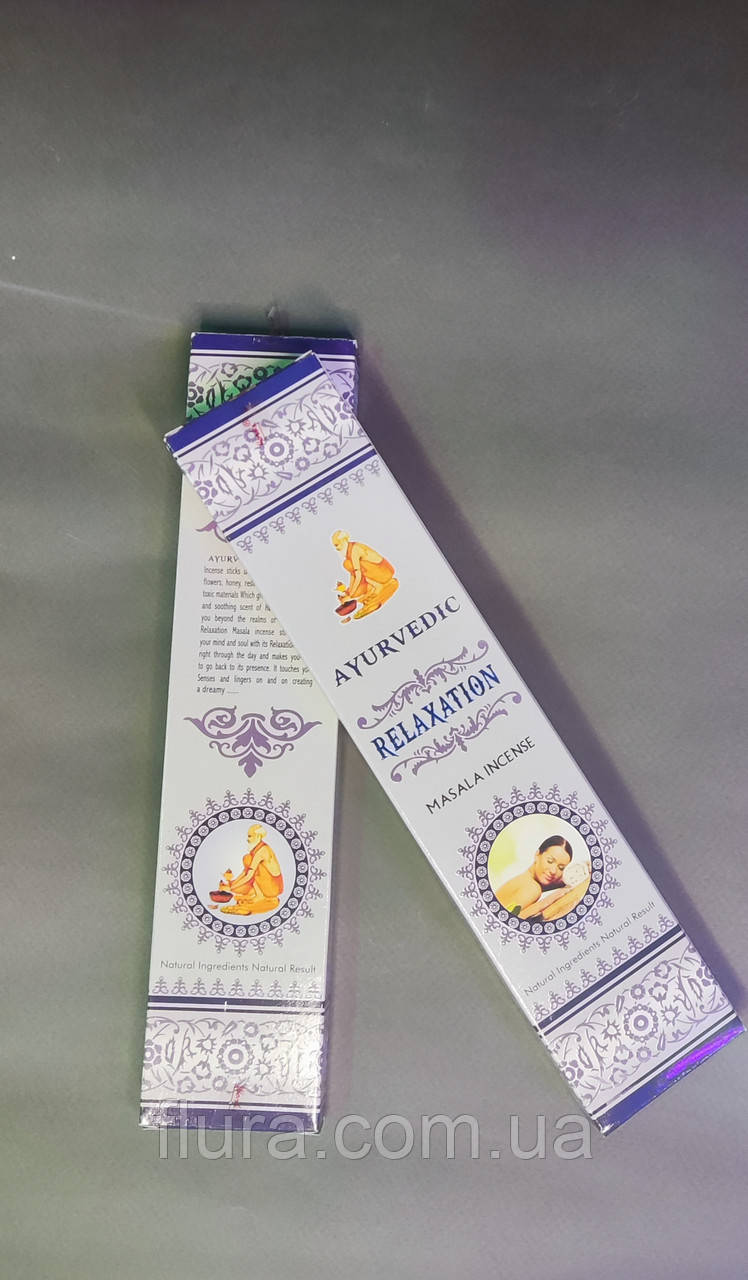 AYURV
Incense sticks
flowers, honey,
toxic materials Which
and soothing scent of
you beyond the realms or
Relaxation Masala incense
your mind and soul with its Relaxation
right through the day and makes you
to go back to its presence. It touches you
Senses and lingers on and on creating
a dreamy ......
Natural Ingredients Natural Result
AYURVEDIC
RELAXATION
MASALA INCENSE
Natural Ingredients Natural Result
flura.com.ua